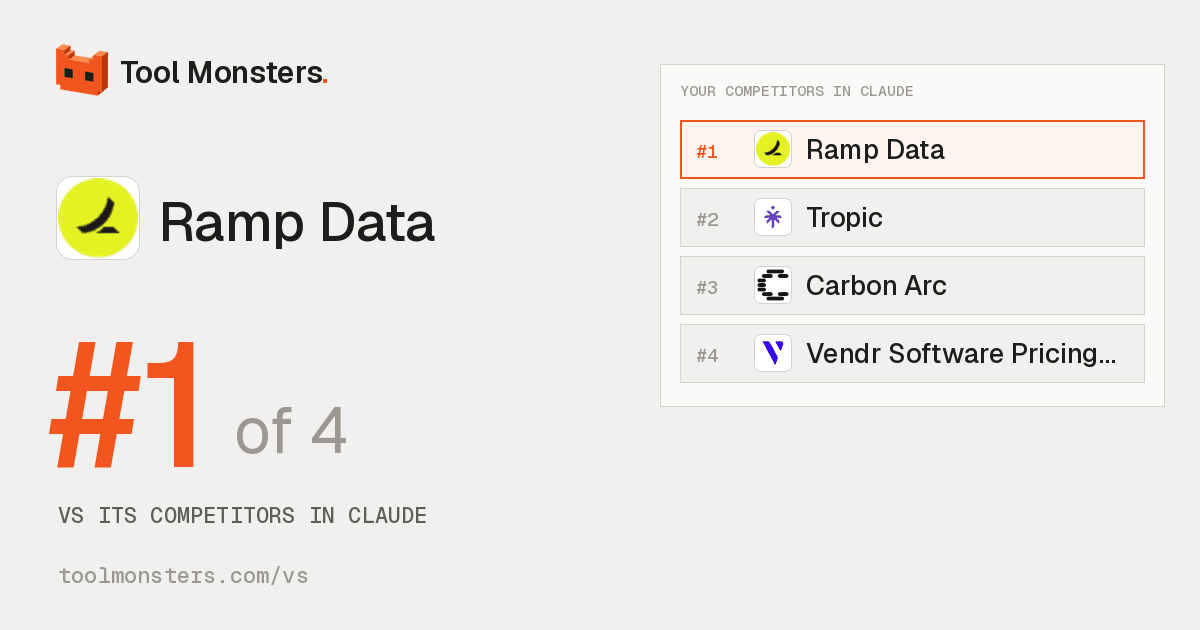 Tool Monsters.
Ramp Data
#1 of 4
VS ITS COMPETITORS IN CLAUDE
toolmonsters.com/vs
YOUR COMPETITORS IN CLAUDE
#1 Ramp Data
#2 Tropic
#3 Carbon Arc
#4 Vendr Software Pricing...